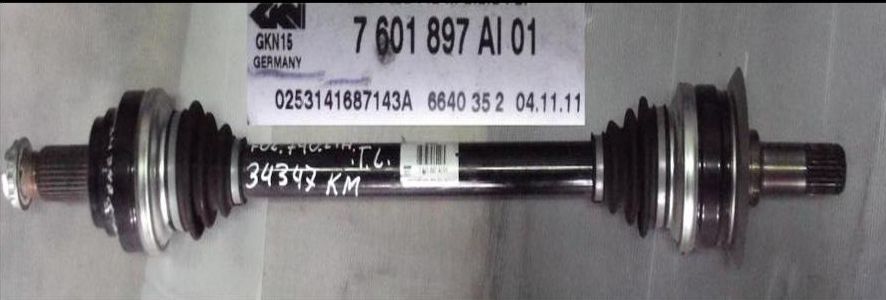 GKN15
GERMANY
7 601 897 AI 01
0253141687143A 6640 35 2 04.11.11
T.L.
34347 KM